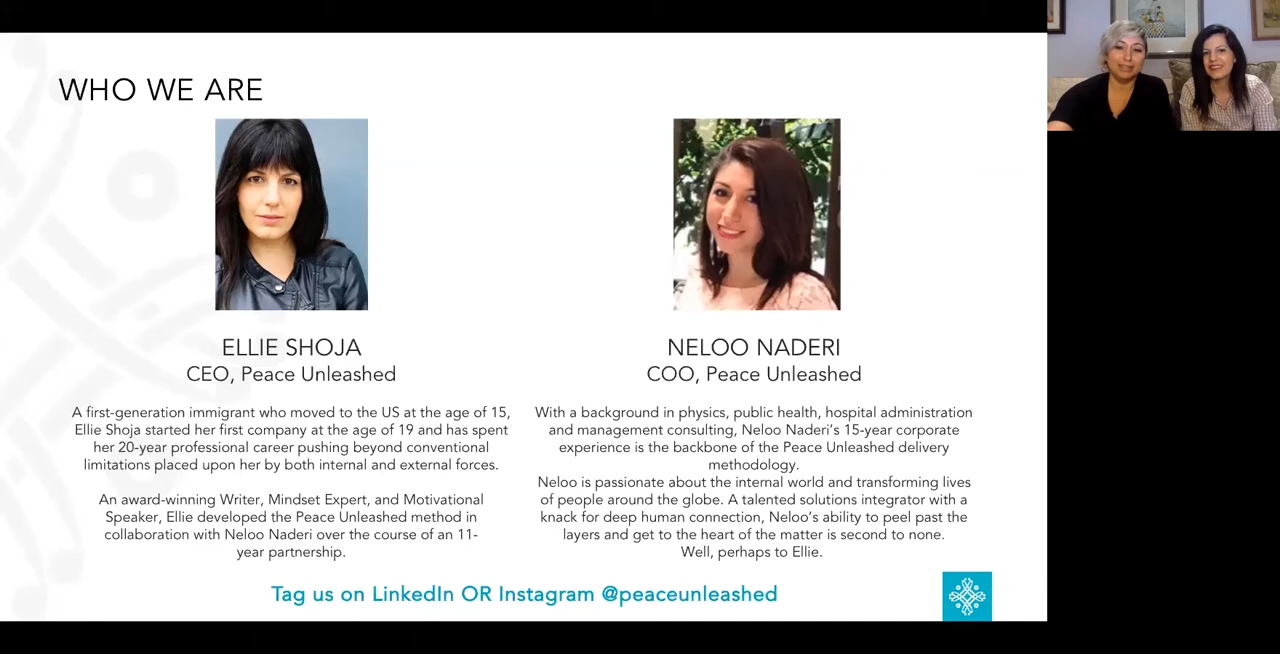 WHO WE ARE
ELLIE SHOJA
CEO, Peace Unleashed
A first-generation immigrant who moved to the US at the age of 15,
Ellie Shoja started her first company at the age of 19 and has spent
her 20-year professional career pushing beyond conventional
limitations placed upon her by both internal and external forces.
An award-winning Writer, Mindset Expert, and Motivational
Speaker, Ellie developed the Peace Unleashed method in
collaboration with Neloo Naderi over the course of an 11-
year partnership.
NELOO NADERI
COO, Peace Unleashed
With a background in physics, public health, hospital administration
and management consulting, Neloo Naderi's 15-year corporate
experience is the backbone of the Peace Unleashed delivery
methodology.
Neloo is passionate about the internal world and transforming lives
of people around the globe. A talented solutions integrator with a
knack for deep human connection, Neloo's ability to peel past the
layers and get to the heart of the matter is second to none.
Well, perhaps to Ellie.
Tag us on LinkedIn OR Instagram @peaceunleashed